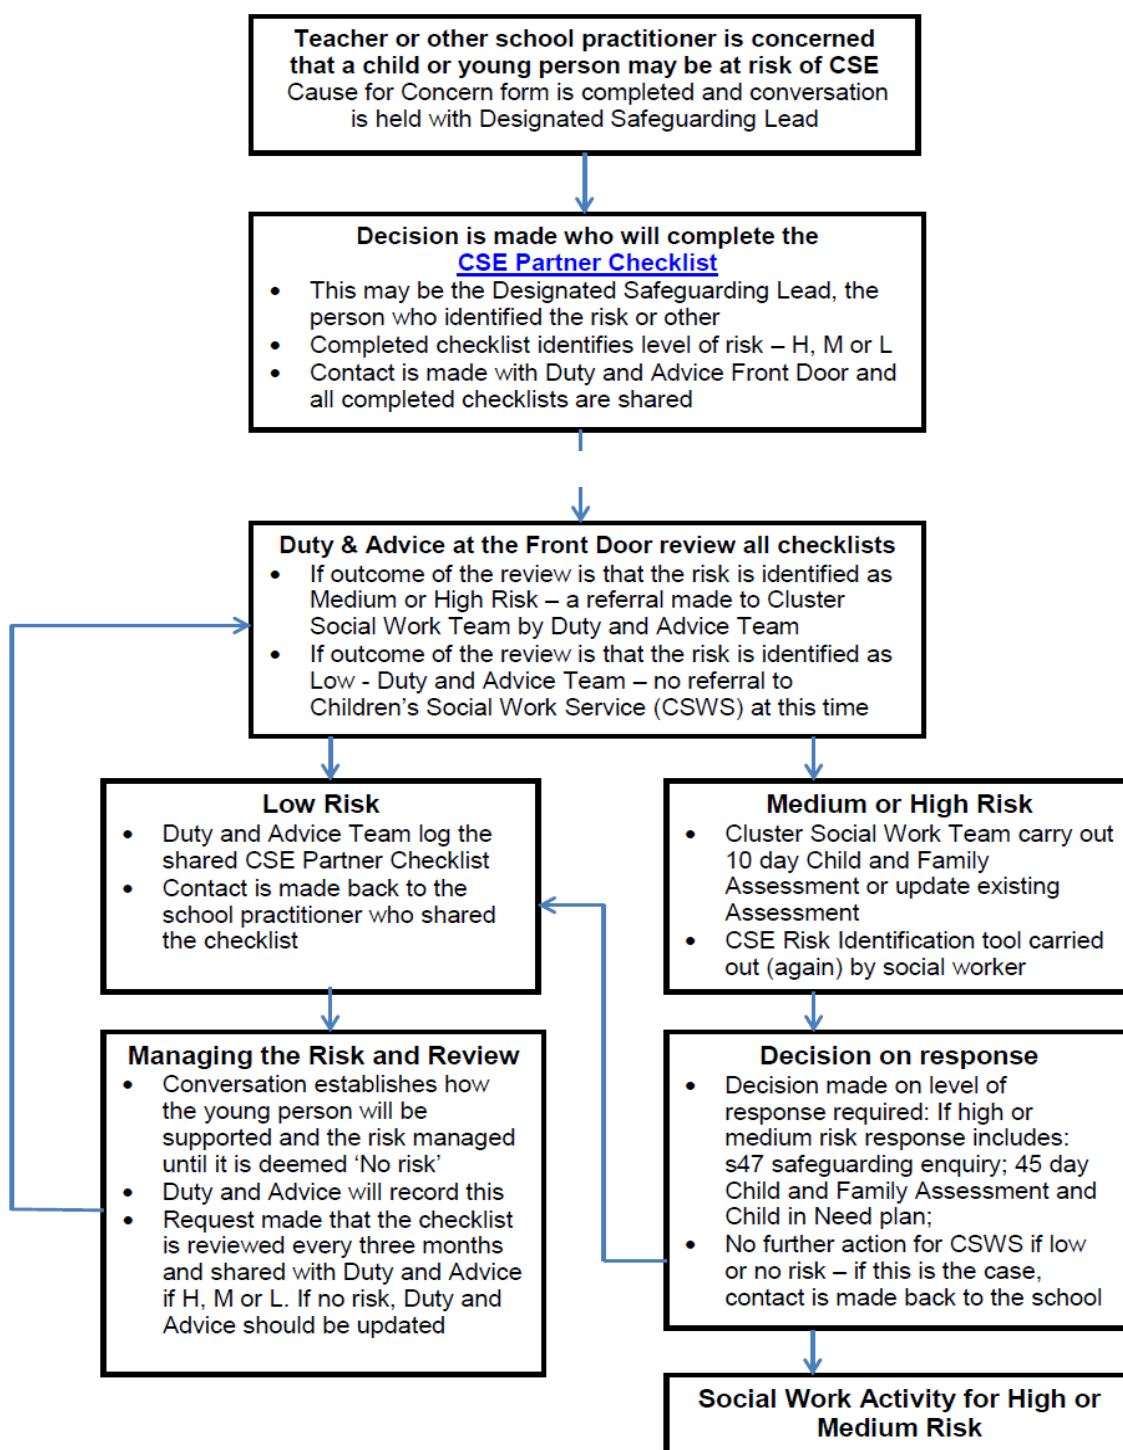 Teacher or other school practitioner is concerned
that a child or young person may be at risk of CSE
Cause for Concern form is completed and conversation
is held with Designated Safeguarding Lead
Decision is made who will complete the
CSE Partner Checklist
• This may be the Designated Safeguarding Lead, the
person who identified the risk or other
• Completed checklist identifies level of risk – H, M or L
• Contact is made with Duty and Advice Front Door and
all completed checklists are shared
Duty & Advice at the Front Door review all checklists
• If outcome of the review is that the risk is identified as
Medium or High Risk – a referral made to Cluster
Social Work Team by Duty and Advice Team
• If outcome of the review is that the risk is identified as
Low - Duty and Advice Team – no referral to
Children's Social Work Service (CSWS) at this time
Low Risk
• Duty and Advice Team log the
shared CSE Partner Checklist
• Contact is made back to the
school practitioner who shared
the checklist
Medium or High Risk
• Cluster Social Work Team carry out
10 day Child and Family
Assessment or update existing
Assessment
• CSE Risk Identification tool carried
out (again) by social worker
Managing the Risk and Review
• Conversation establishes how
the young person will be
supported and the risk managed
until it is deemed 'No risk'
• Duty and Advice will record this
• Request made that the checklist
is reviewed every three months
and shared with Duty and Advice
if H, M or L. If no risk, Duty and
Advice should be updated
Decision on response
• Decision made on level of
response required: If high or
medium risk response includes:
s47 safeguarding enquiry; 45 day
Child and Family Assessment and
Child in Need plan;
• No further action for CSWS if low
or no risk – if this is the case,
contact is made back to the school
Social Work Activity for High or
Medium Risk